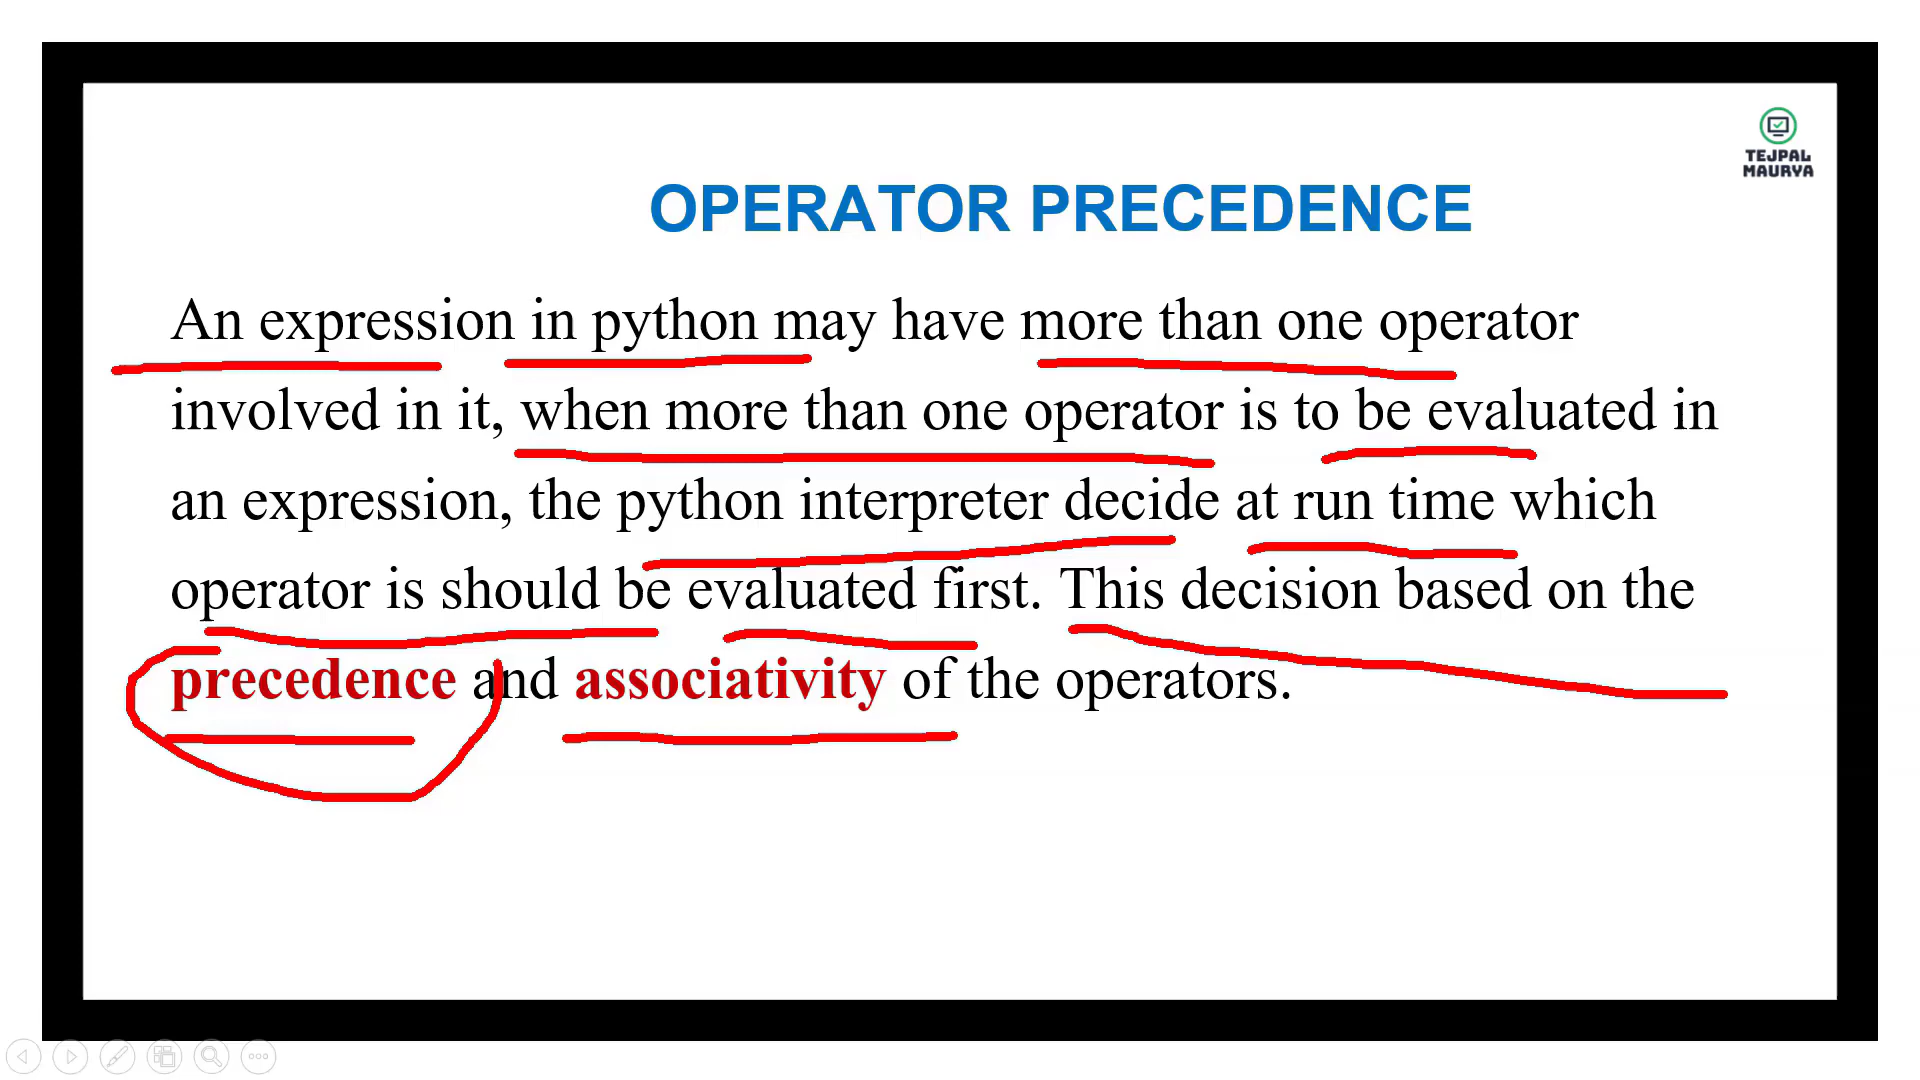 TEJPAL
MAURYA
OPERATOR PRECEDENCE
An expression in python may have more than one operator
involved in it, when more than one operator is to be evaluated in
an expression, the python interpreter decide at run time which
operator is should be evaluated first. This decision based on the
precedence and associativity of the operators.